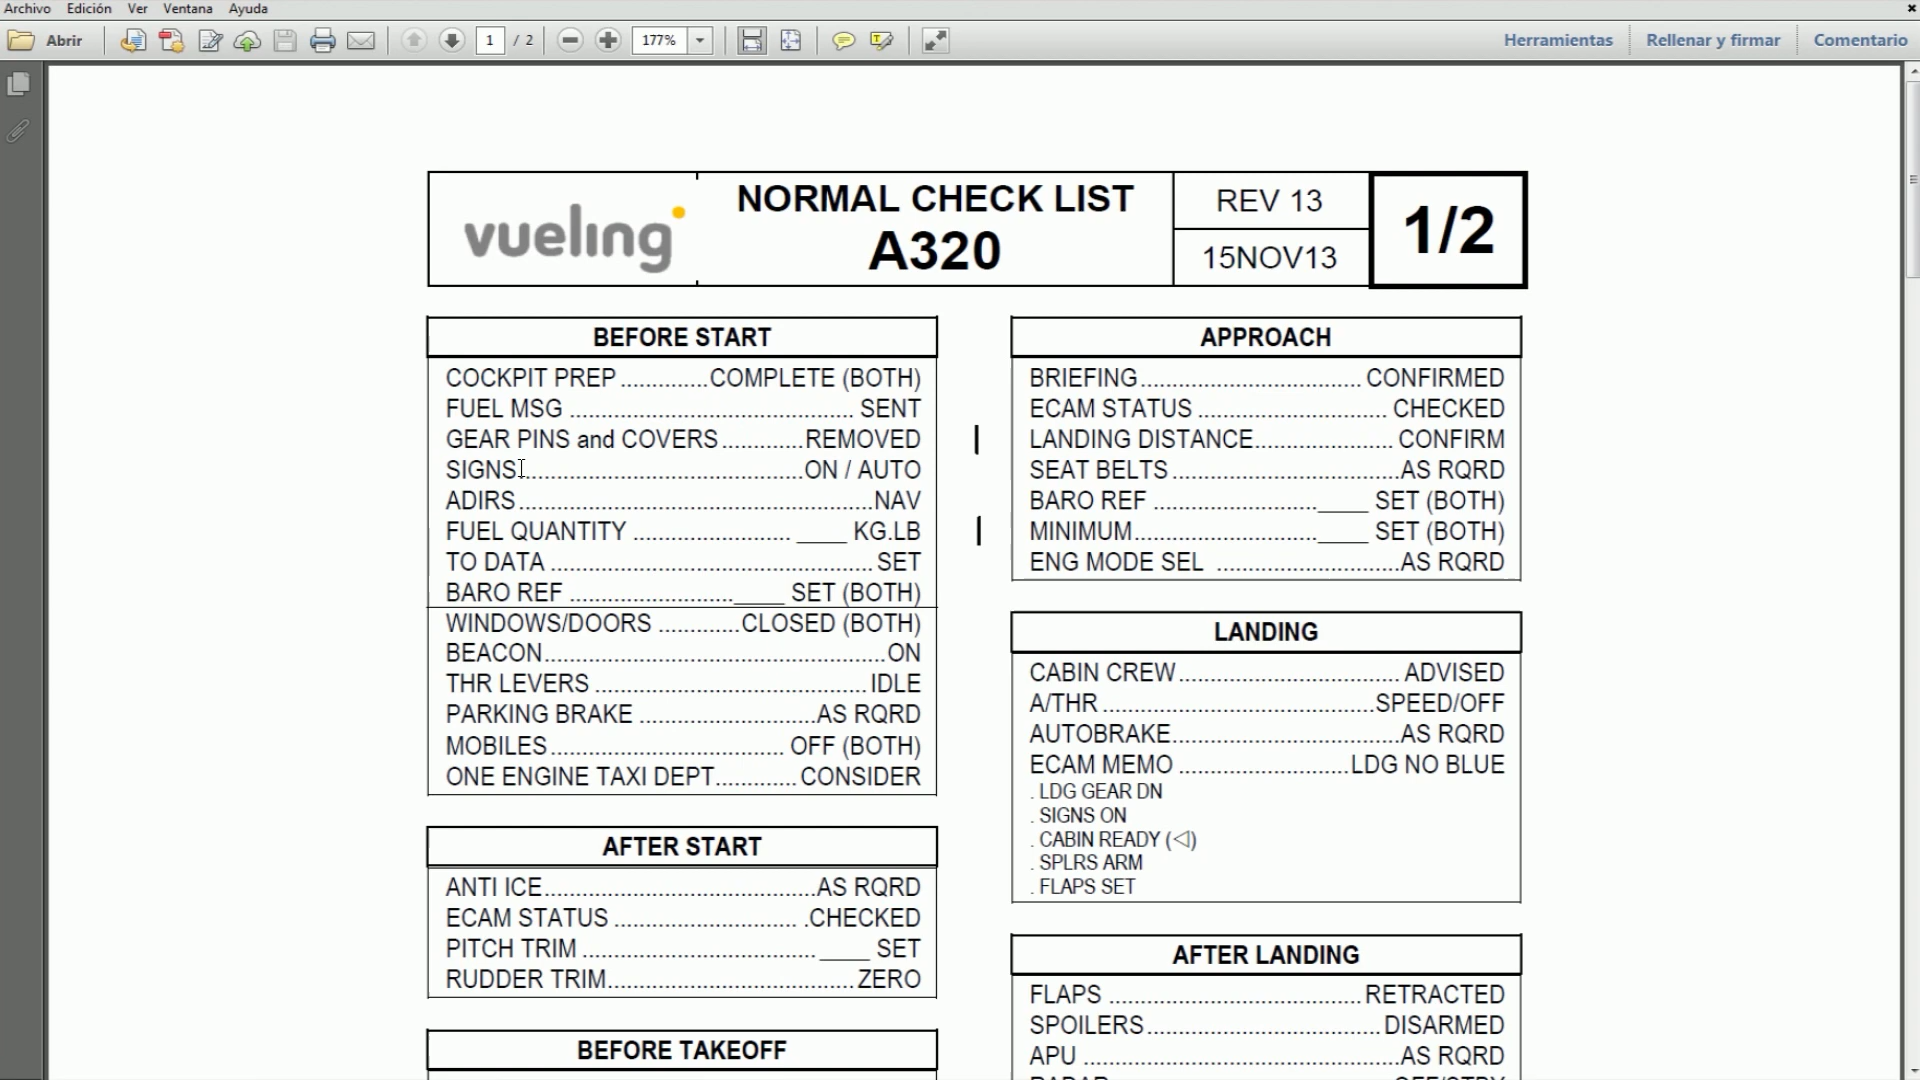 Archivo Edición Ver Ventana Ayuda
Abrir 1 / 2 177% Herramientas Rellenar y firmar Comentario
vueling
NORMAL CHECK LIST
A320
REV 13
15NOV13
1/2
BEFORE START
COCKPIT PREP .............COMPLETE (BOTH)
FUEL MSG ........................................... SENT
GEAR PINS and COVERS ............REMOVED
SIGNS...........................................ON / AUTO
ADIRS ......................................................NAV
FUEL QUANTITY ........................ ____ KG.LB
TO DATA ................................................. SET
BARO REF .........................____ SET (BOTH)
WINDOWS/DOORS ............CLOSED (BOTH)
BEACON.....................................................ON
THR LEVERS ......................................... IDLE
PARKING BRAKE ...........................AS RQRD
MOBILES.................................... OFF (BOTH)
ONE ENGINE TAXI DEPT............ CONSIDER
AFTER START
ANTI ICE..........................................AS RQRD
ECAM STATUS ............................ .CHECKED
PITCH TRIM .................................... ____ SET
RUDDER TRIM......................................ZERO
BEFORE TAKEOFF
APPROACH
BRIEFING.................................. CONFIRMED
ECAM STATUS ............................. CHECKED
LANDING DISTANCE..................... CONFIRM
SEAT BELTS ...................................AS RQRD
BARO REF .........................____ SET (BOTH)
MINIMUM............................____ SET (BOTH)
ENG MODE SEL ............................AS RQRD
LANDING
CABIN CREW.................................. ADVISED
A/THR ..........................................SPEED/OFF
AUTOBRAKE...................................AS RQRD
ECAM MEMO ..........................LDG NO BLUE
. LDG GEAR DN
. SIGNS ON
. CABIN READY (◁)
. SPLRS ARM
. FLAPS SET
AFTER LANDING
FLAPS .......................................RETRACTED
SPOILERS.................................... DISARMED
APU ................................................AS RQRD
RADAR OFF/STBY